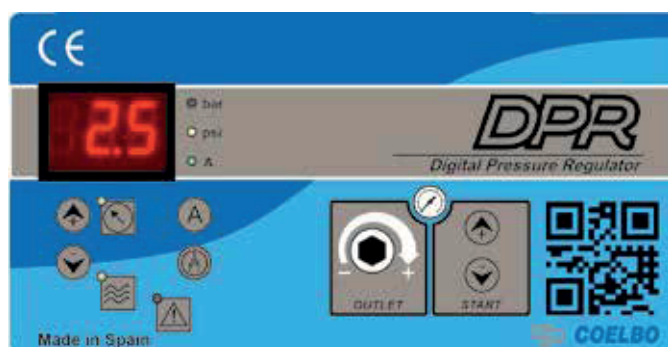 CE
2.5
bar
psi
A
DPR
Digital Pressure Regulator
A
A
- +
OUTLET
START
Made in Spain
COELBO